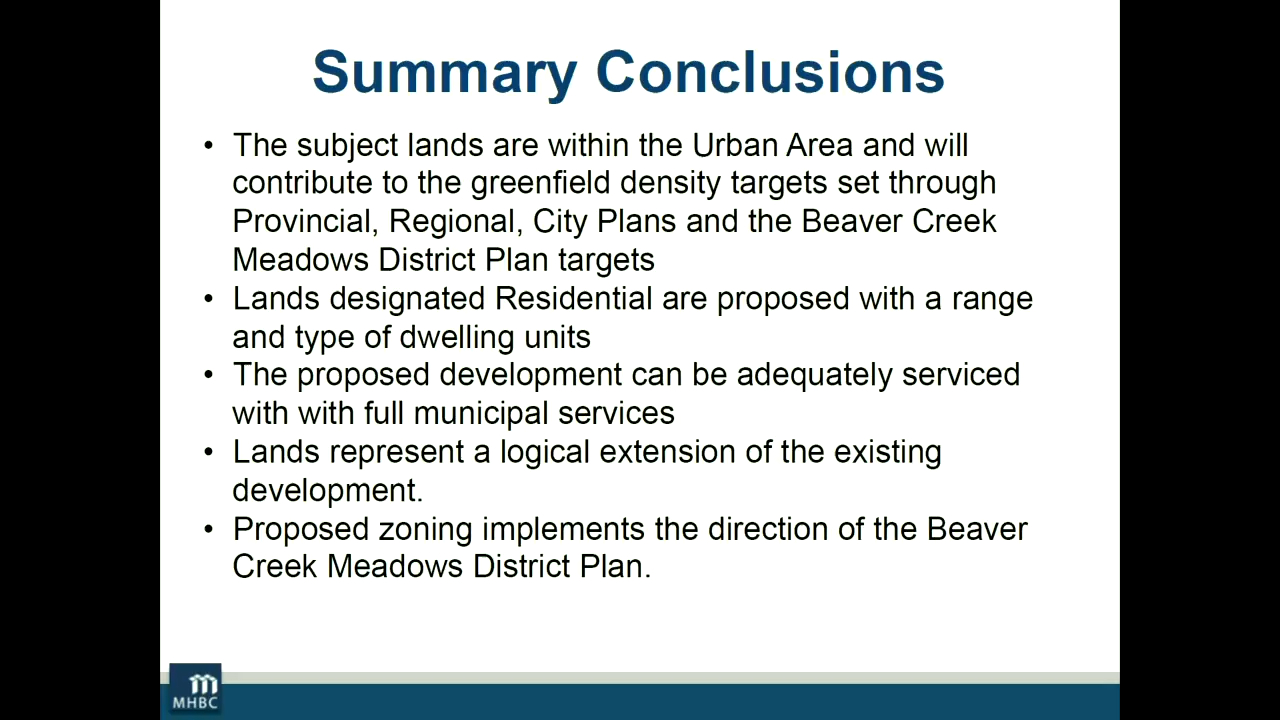 Summary Conclusions
• The subject lands are within the Urban Area and will
contribute to the greenfield density targets set through
Provincial, Regional, City Plans and the Beaver Creek
Meadows District Plan targets
• Lands designated Residential are proposed with a range
and type of dwelling units
• The proposed development can be adequately serviced
with with full municipal services
• Lands represent a logical extension of the existing
development.
• Proposed zoning implements the direction of the Beaver
Creek Meadows District Plan.
MHBC